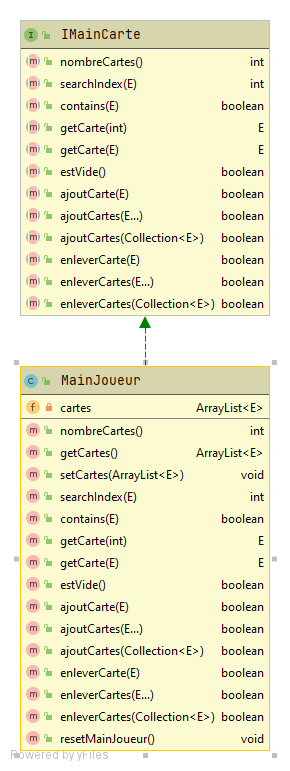 I IMainCarte
m nombreCartes() int
m searchIndex(E) int
m contains(E) boolean
m getCarte(int) E
m getCarte(E) E
m estVide() boolean
m ajoutCarte(E) boolean
m ajoutCartes(E...) boolean
m ajoutCartes(Collection<E>) boolean
m enleverCarte(E) boolean
m enleverCartes(E...) boolean
m enleverCartes(Collection<E>) boolean
C MainJoueur
f cartes ArrayList<E>
m nombreCartes() int
m getCartes() ArrayList<E>
m setCartes(ArrayList<E>) void
m searchIndex(E) int
m contains(E) boolean
m getCarte(int) E
m getCarte(E) E
m estVide() boolean
m ajoutCarte(E) boolean
m ajoutCartes(E...) boolean
m ajoutCartes(Collection<E>) boolean
m enleverCarte(E) boolean
m enleverCartes(E...) boolean
m enleverCartes(Collection<E>) boolean
m resetMainJoueur() void
Powered by yFiles